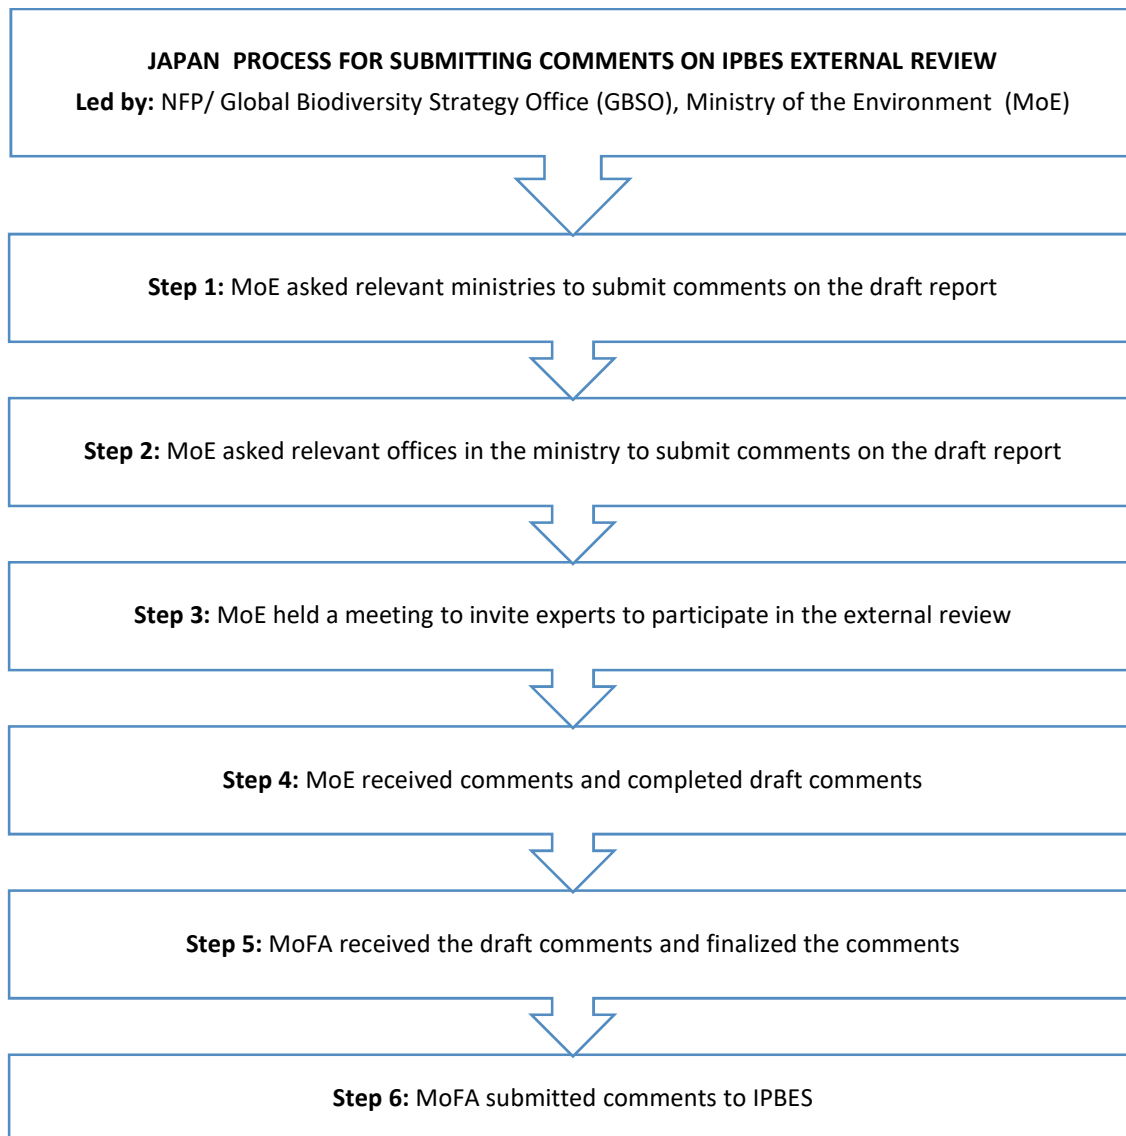 JAPAN  PROCESS FOR SUBMITTING COMMENTS ON IPBES EXTERNAL REVIEW
Led by: NFP/ Global Biodiversity Strategy Office (GBSO), Ministry of the Environment  (MoE)
Step 1: MoE asked relevant ministries to submit comments on the draft report
Step 2: MoE asked relevant offices in the ministry to submit comments on the draft report
Step 3: MoE held a meeting to invite experts to participate in the external review
Step 4: MoE received comments and completed draft comments
Step 5: MoFA received the draft comments and finalized the comments
Step 6: MoFA submitted comments to IPBES